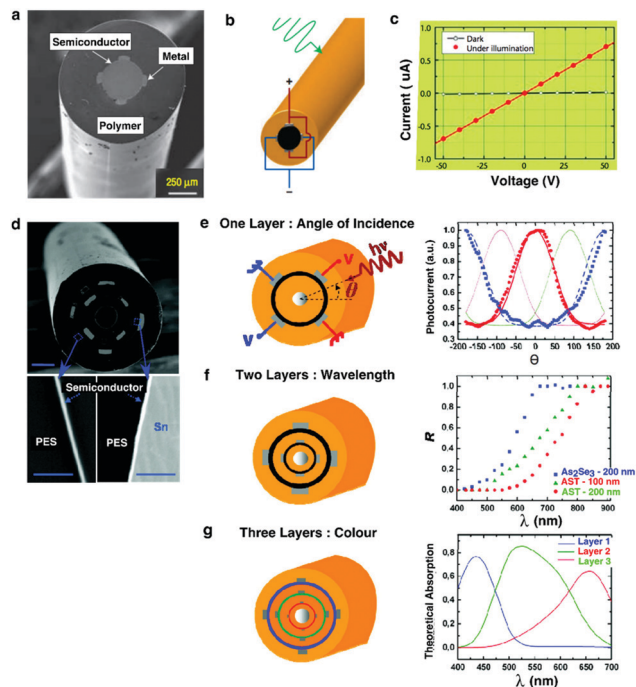 a
Semiconductor
Metal
Polymer
250 μm
b
+
−
c
Dark
Under illumination
Current ( uA)
1.0
0.5
0.0
-0.5
-1.0
-50
-25
0
25
50
Voltage (V)
d
Semiconductor
PES
PES
Sn
e
One Layer : Angle of Incidence
hν
V
V
θ
Photocurrent (a.u.)
1.0
0.9
0.8
0.7
0.6
0.5
0.4
0.3
-200 -150 -100 -50 0 50 100 150 200
Θ
f
Two Layers : Wavelength
R
1.0
0.8
0.6
0.4
0.2
0.0
As2Se3 - 200 nm
AST - 100 nm
AST - 200 nm
400 500 600 700 800 900
λ (nm)
g
Three Layers : Colour
Layer 1
Layer 2
Layer 3
Theoretical Absorption
0,8
0,6
0,4
0,2
0,0
400 450 500 550 600 650 700
λ (nm)